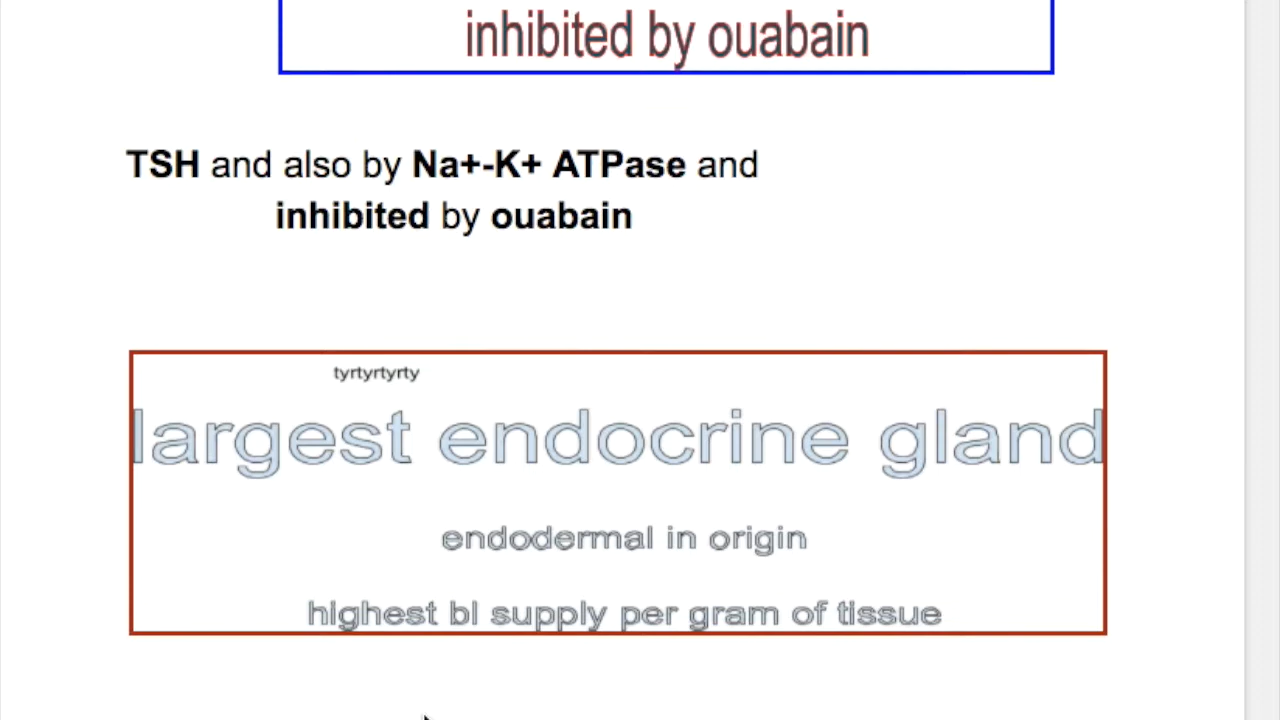 inhibited by ouabain
TSH and also by Na+-K+ ATPase and
inhibited by ouabain
tyrtyrtyrty
largest endocrine gland
endodermal in origin
highest bl supply per gram of tissue